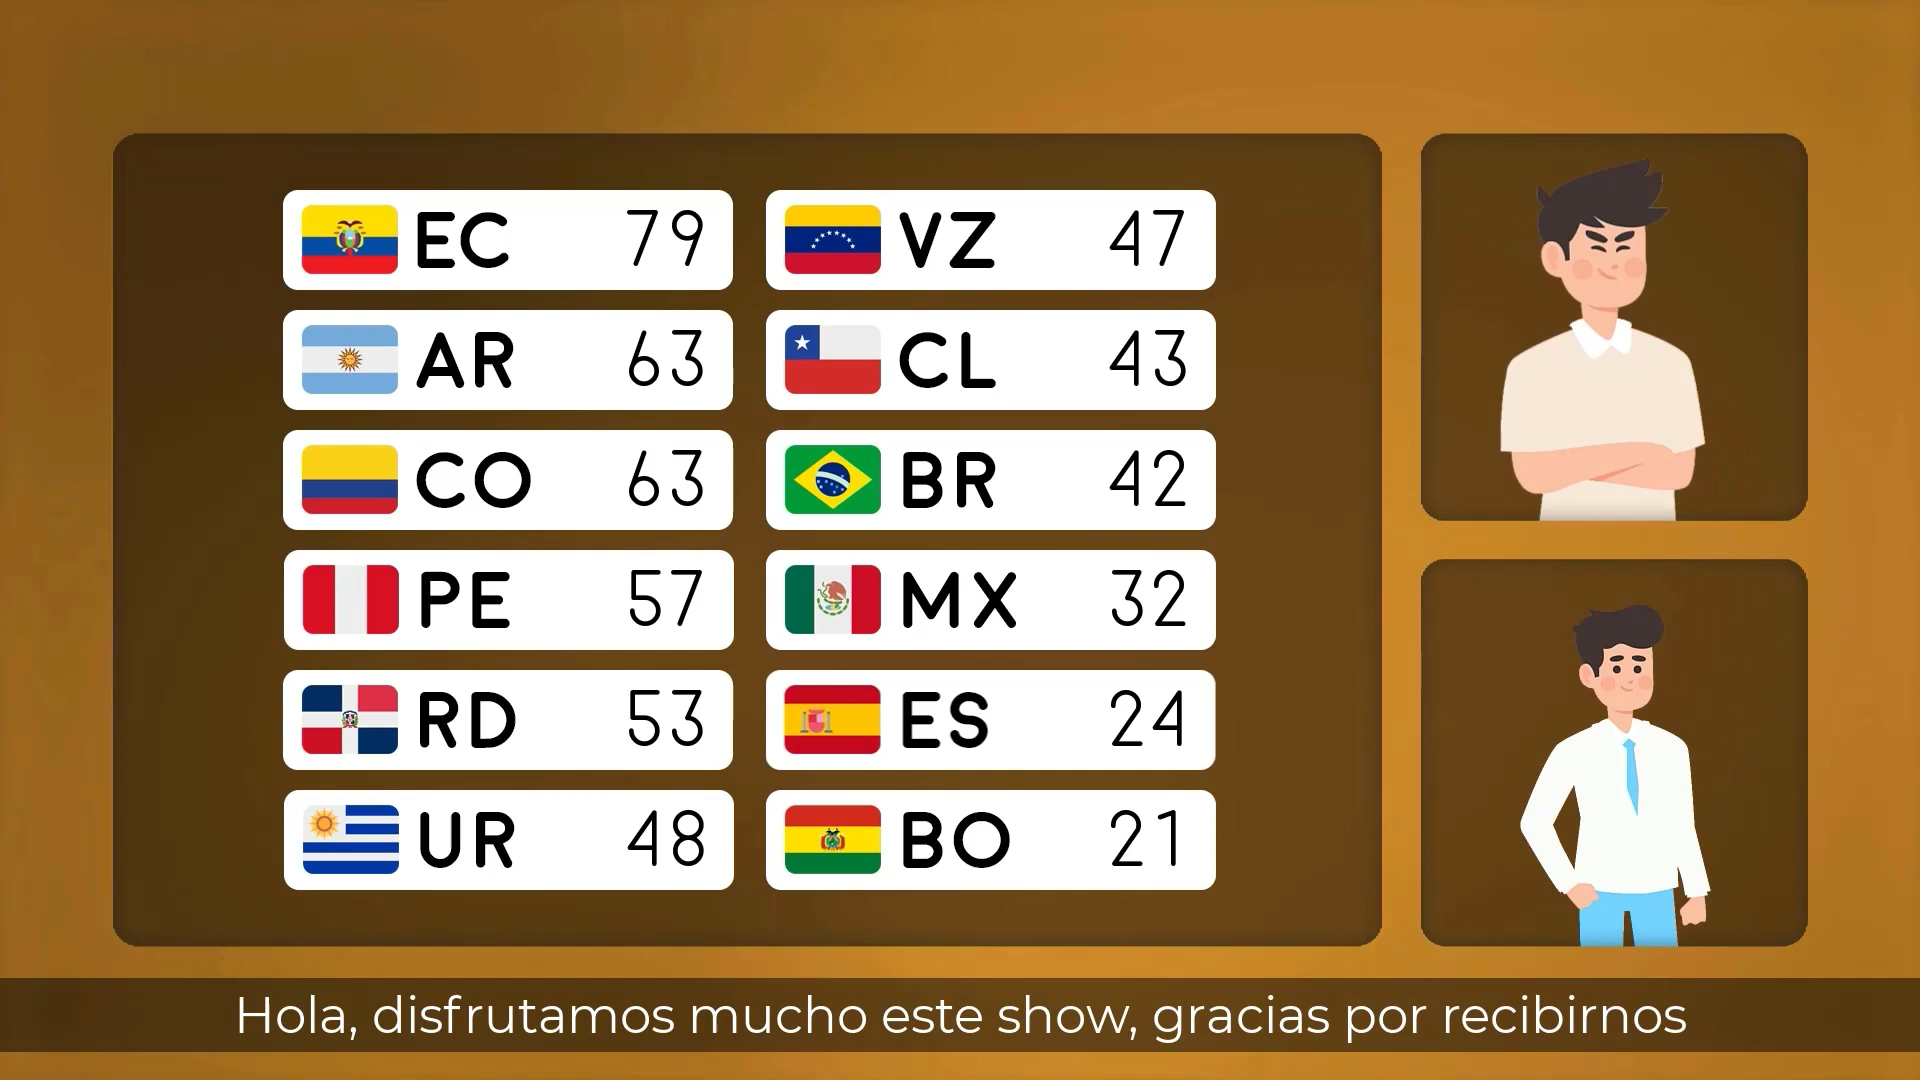 EC 79
AR 63
CO 63
PE 57
RD 53
UR 48
VZ 47
CL 43
BR 42
MX 32
ES 24
BO 21
Hola, disfrutamos mucho este show, gracias por recibirnos